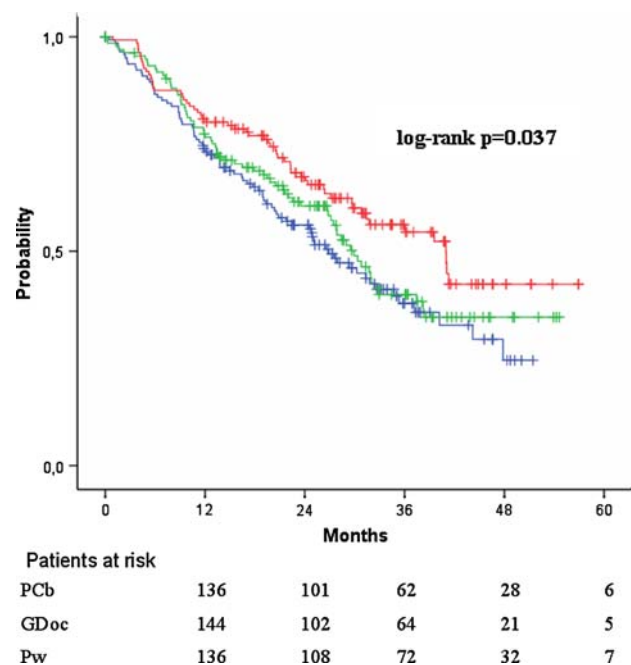 1,0
log-rank p=0.037
Probability
0,5
0,0
0 12 24 36 48 60
Months
Patients at risk
PCb 136 101 62 28 6
GDoc 144 102 64 21 5
Pw 136 108 72 32 7